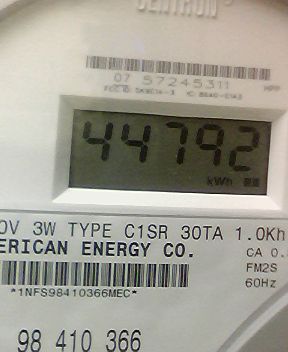 CENTRON
07 57245311
44792
kWh
0V 3W TYPE C1SR 30TA 1.0Kh
ERICAN ENERGY CO.
CA 0.
FM2S
*1NFS98410366MEC*
60Hz
98 410 366